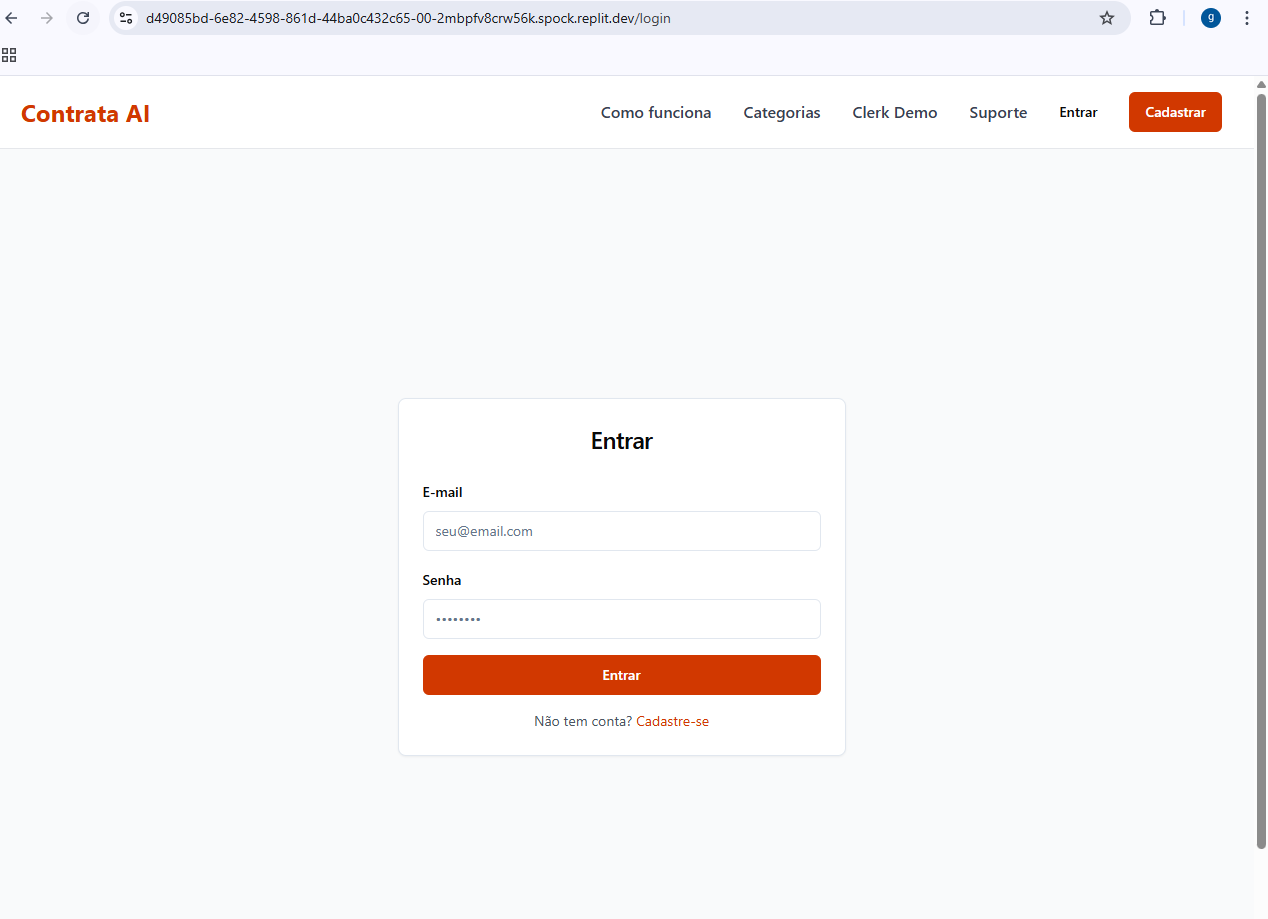 d49085bd-6e82-4598-861d-44ba0c432c65-00-2mbpfv8crw56k.spock.replit.dev/login
g
Contrata AI
Como funciona
Categorias
Clerk Demo
Suporte
Entrar
Cadastrar
Entrar
E-mail
seu@email.com
Senha
••••••••
Entrar
Não tem conta? Cadastre-se